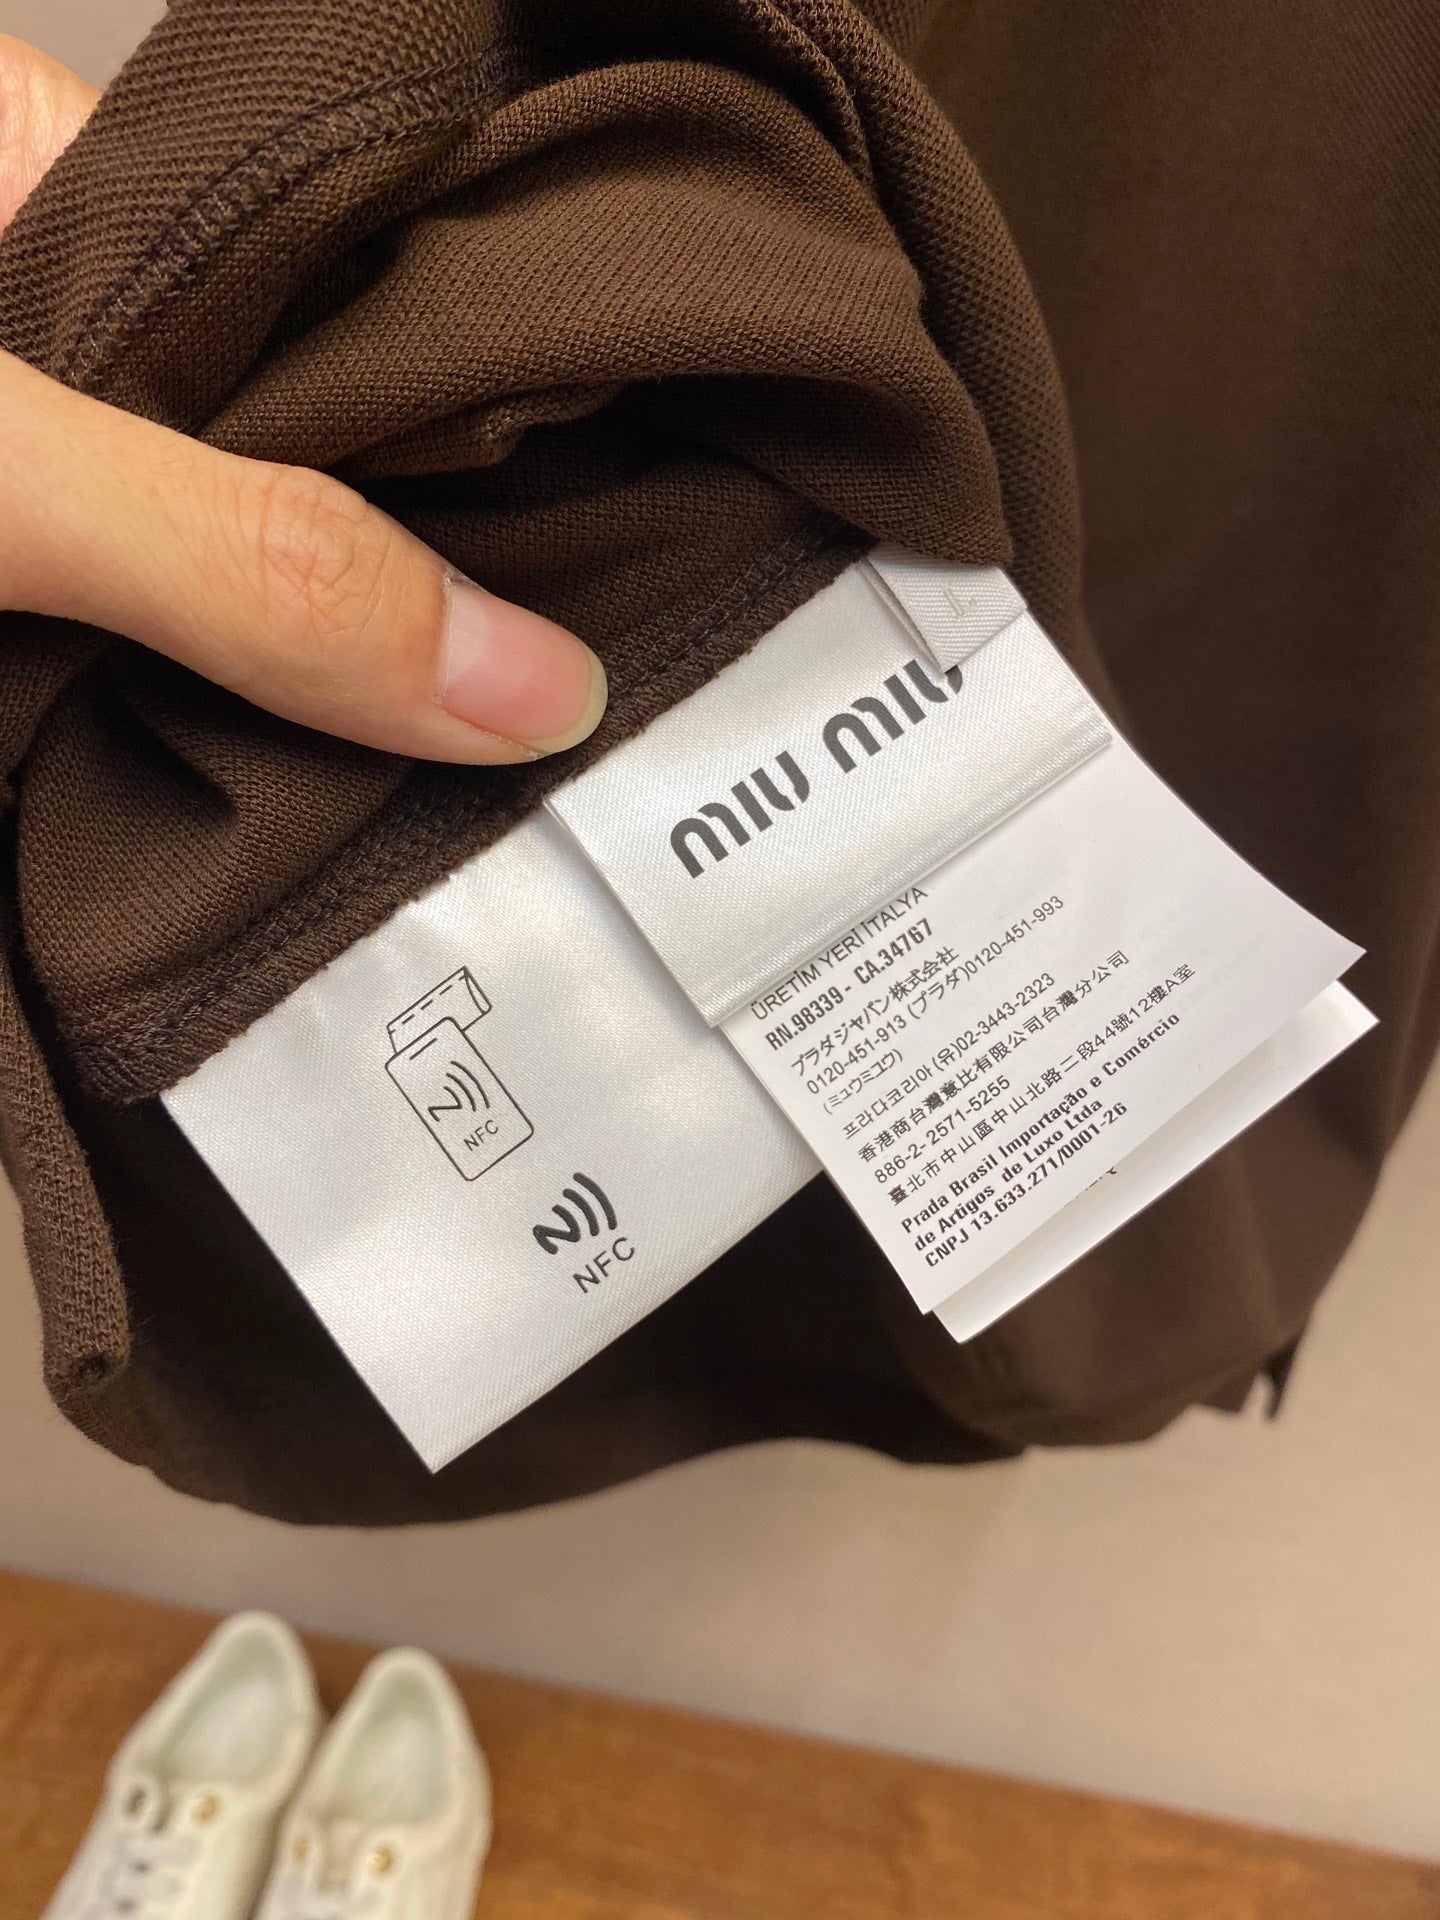 L
MIU MIU
ÜRETİM YERİ İTALYA
RN.98339 - CA.34767
プラダジャパン株式会社
0120-451-913 (プラダ)0120-451-993
(ミュウミュウ)
프라다코리아 (유)02-3443-2323
香港商台灣意比有限公司台灣分公司
886-2- 2571-5255
臺北市中山區中山北路二段44號12樓A室
Prada Brasil Importação e Comércio
de Artigos de Luxo Ltda
CNPJ 13.633.271/0001-26
NFC
NFC